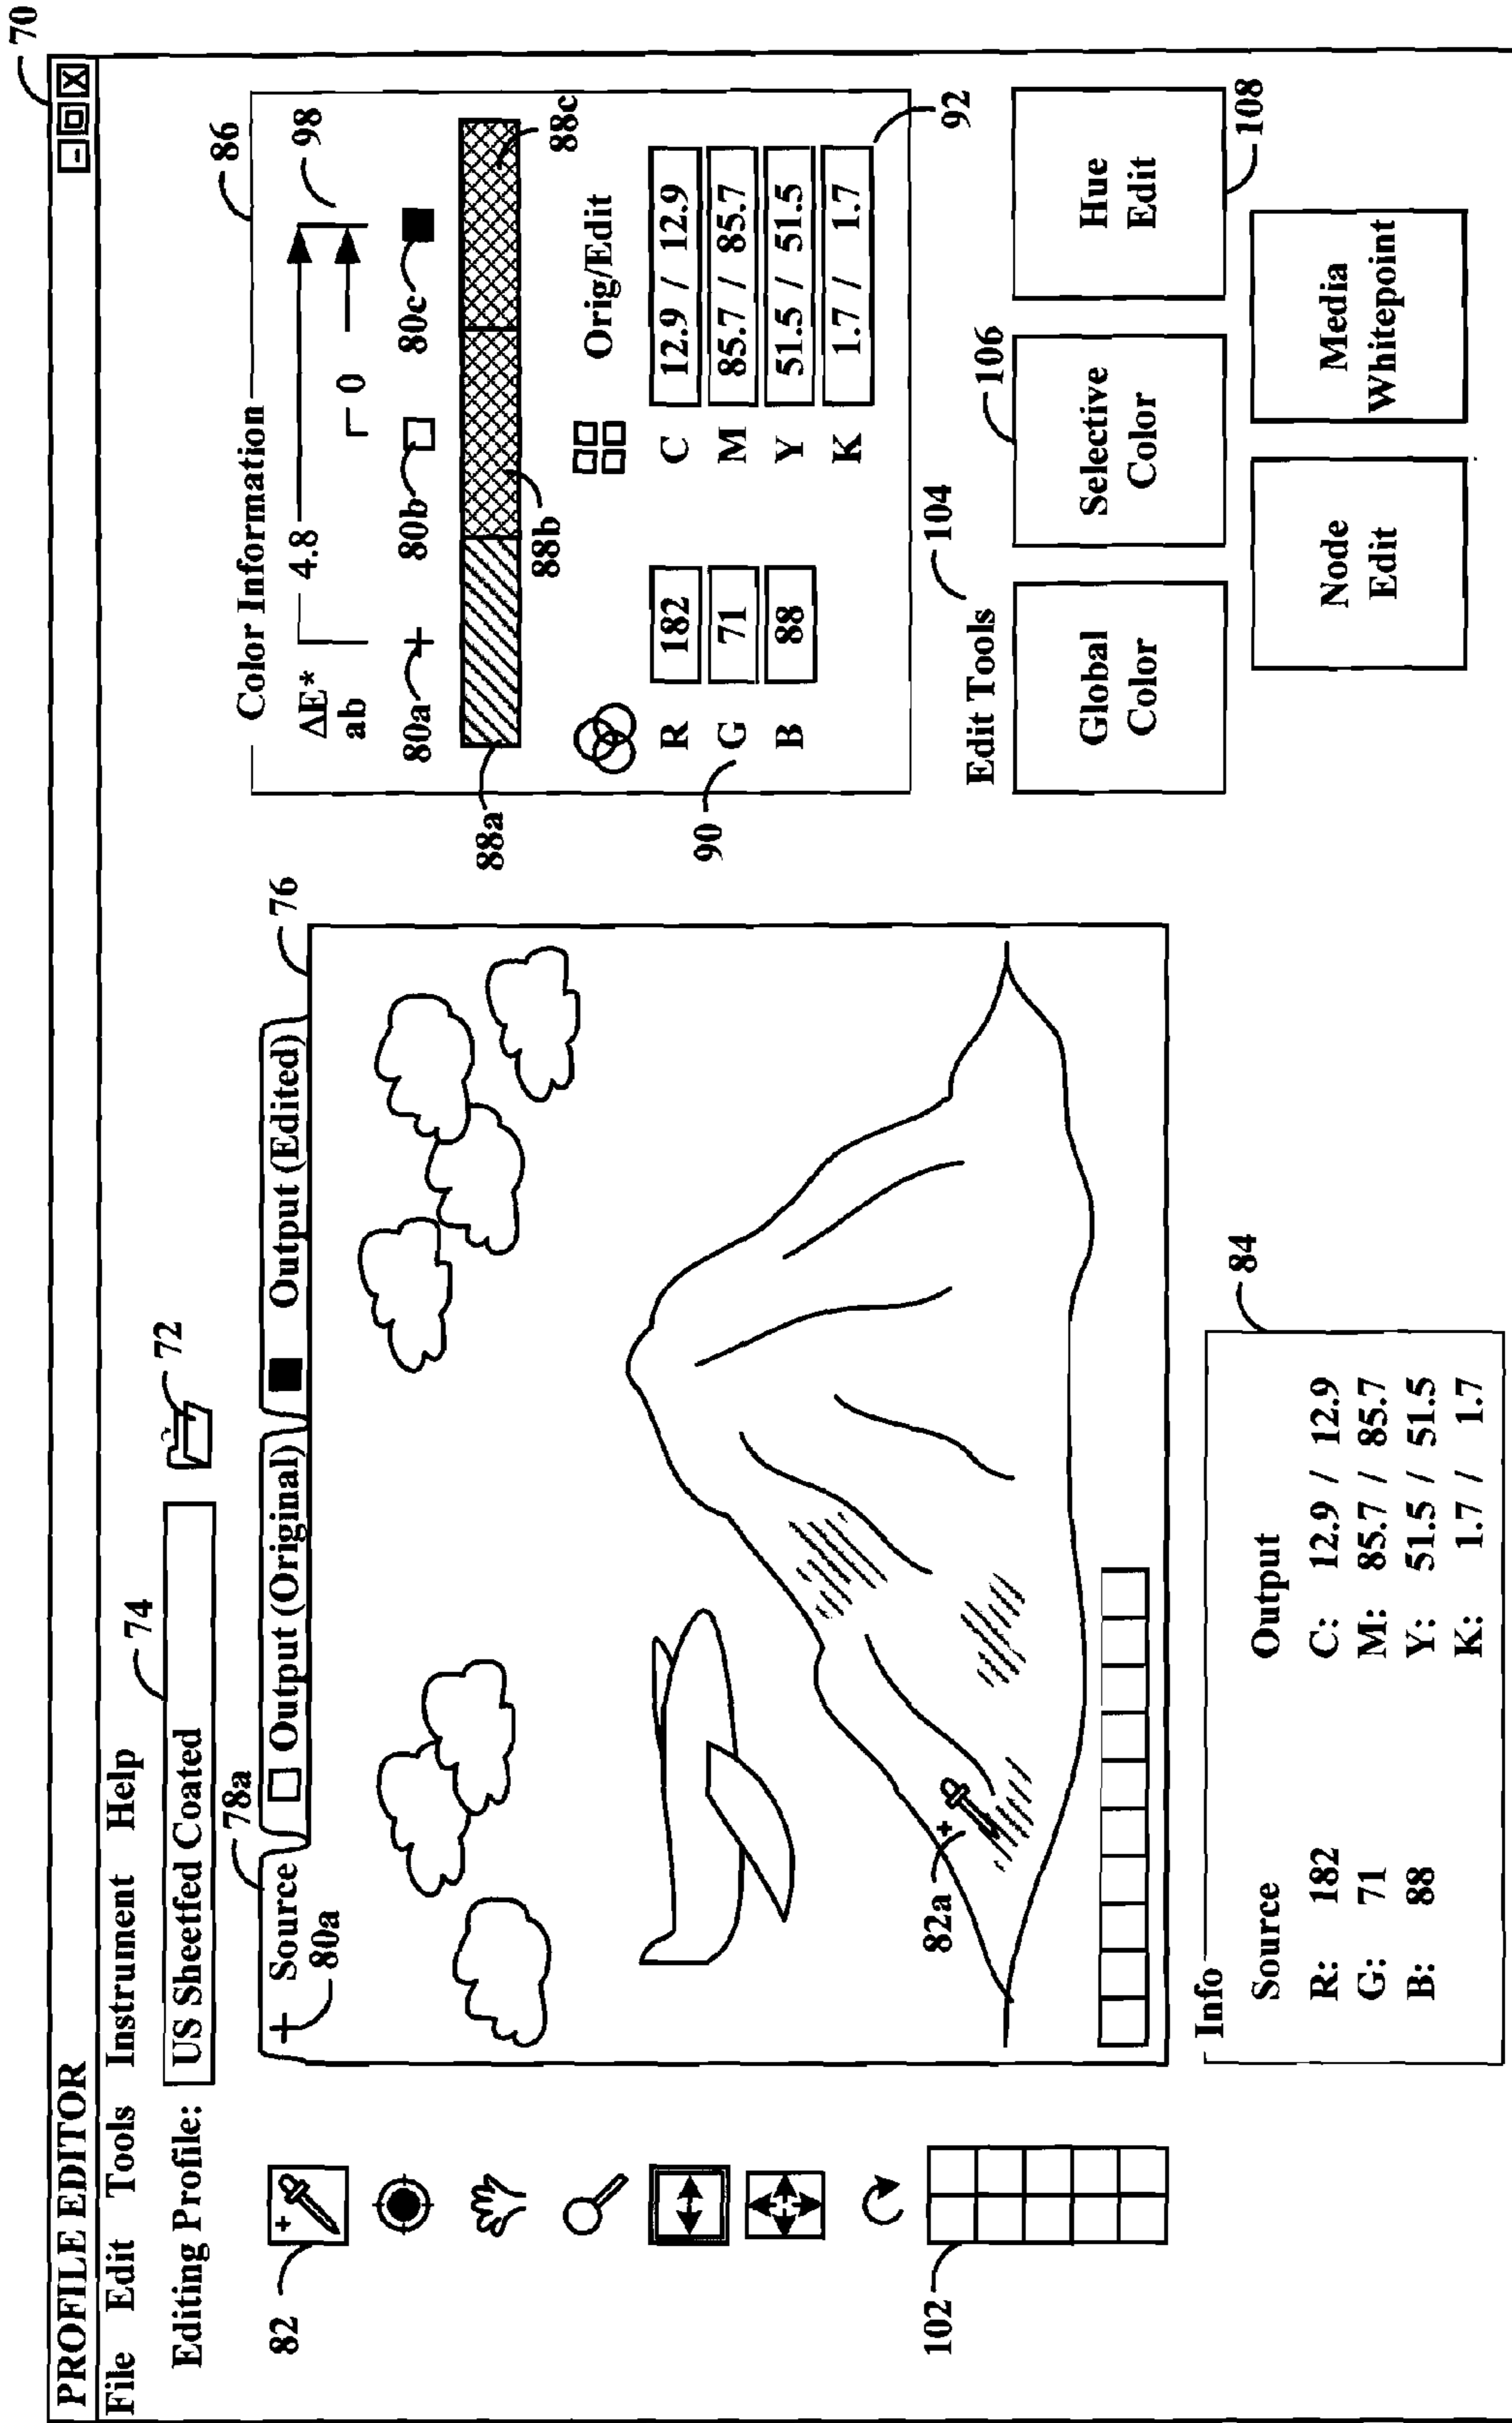 70
PROFILE EDITOR
File Edit Tools Instrument Help
Editing Profile: US Sheetfed Coated
74
72
78a
Source
Output (Original)
Output (Edited)
76
80a
82
82a
102
Info
84
Source
Output
R: 182
C: 12.9 / 12.9
G: 71
M: 85.7 / 85.7
B: 88
Y: 51.5 / 51.5
K: 1.7 / 1.7
Color Information
86
ΔE*
ab
4.8
0
98
80a
80b
80c
88a
88b
88c
Orig/Edit
R 182
C 12.9 / 12.9
G 71
M 85.7 / 85.7
B 88
Y 51.5 / 51.5
K 1.7 / 1.7
90
92
Edit Tools
104
106
Global
Color
Selective
Color
Hue
Edit
108
Node
Edit
Media
Whitepoint